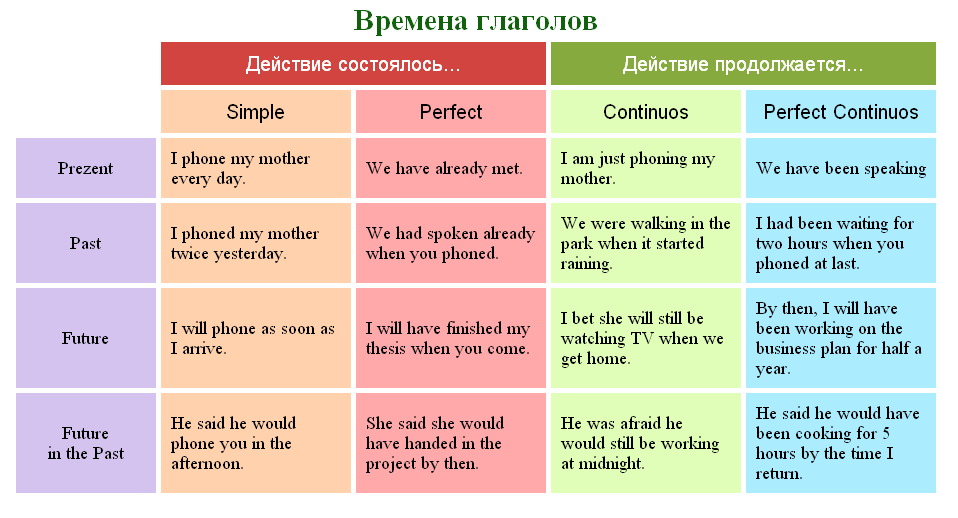 Времена глаголов
Действие состоялось…
Действие продолжается…
Simple
Perfect
Continuos
Perfect Continuos
Prezent
I phone my mother
every day.
We have already met.
I am just phoning my
mother.
We have been speaking
Past
I phoned my mother
twice yesterday.
We had spoken already
when you phoned.
We were walking in the
park when it started
raining.
I had been waiting for
two hours when you
phoned at last.
Future
I will phone as soon as
I arrive.
I will have finished my
thesis when you come.
I bet she will still be
watching TV when we
get home.
By then, I will have
been working on the
business plan for half a
year.
Future
in the Past
He said he would
phone you in the
afternoon.
She said she would
have handed in the
project by then.
He was afraid he
would still be working
at midnight.
He said he would have
been cooking for 5
hours by the time I
return.